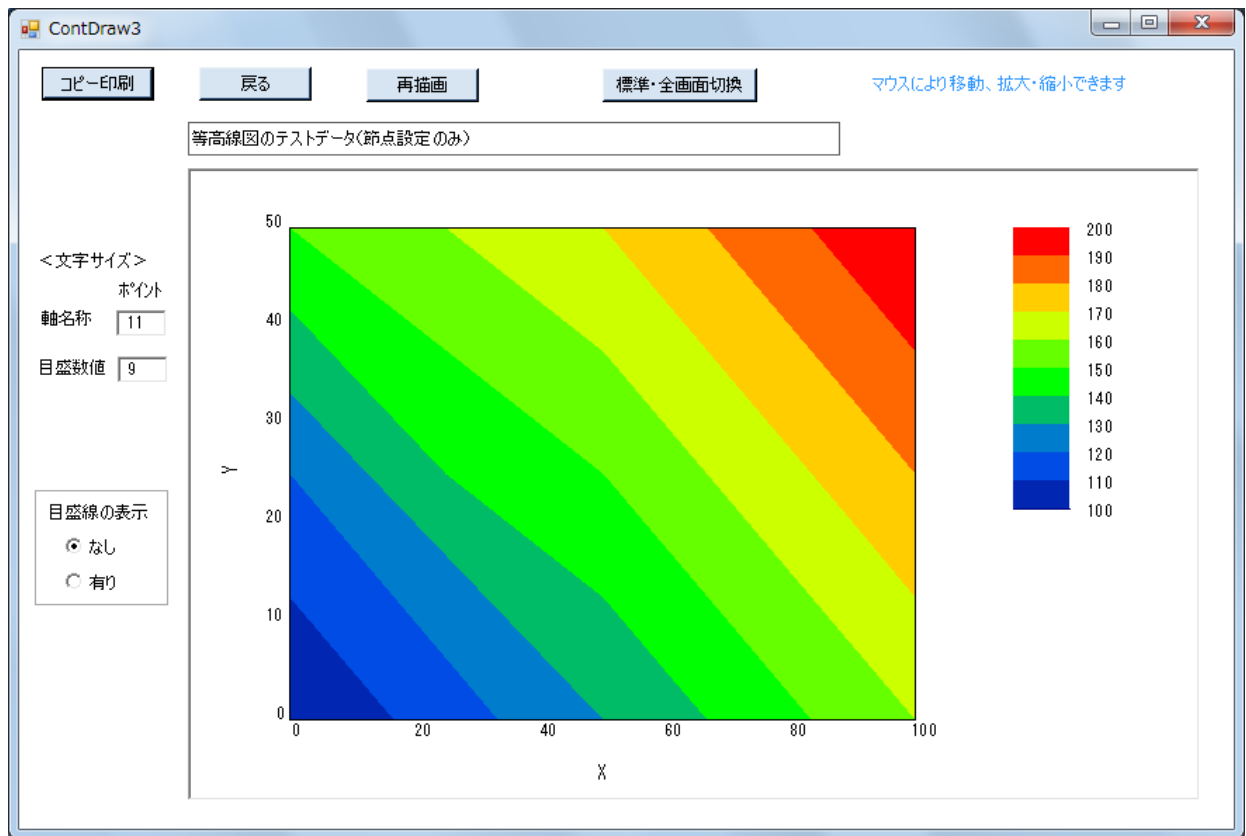 ContDraw3
コピー印刷 戻る 再描画 標準・全画面切換 マウスにより移動、拡大・縮小できます
等高線図のテストデータ(節点設定のみ)
<文字サイズ>
ポイント
軸名称 11
目盛数値 9
目盛線の表示
なし
有り
50
40
30
20
10
0
Y
0 20 40 60 80 100
X
200
190
180
170
160
150
140
130
120
110
100